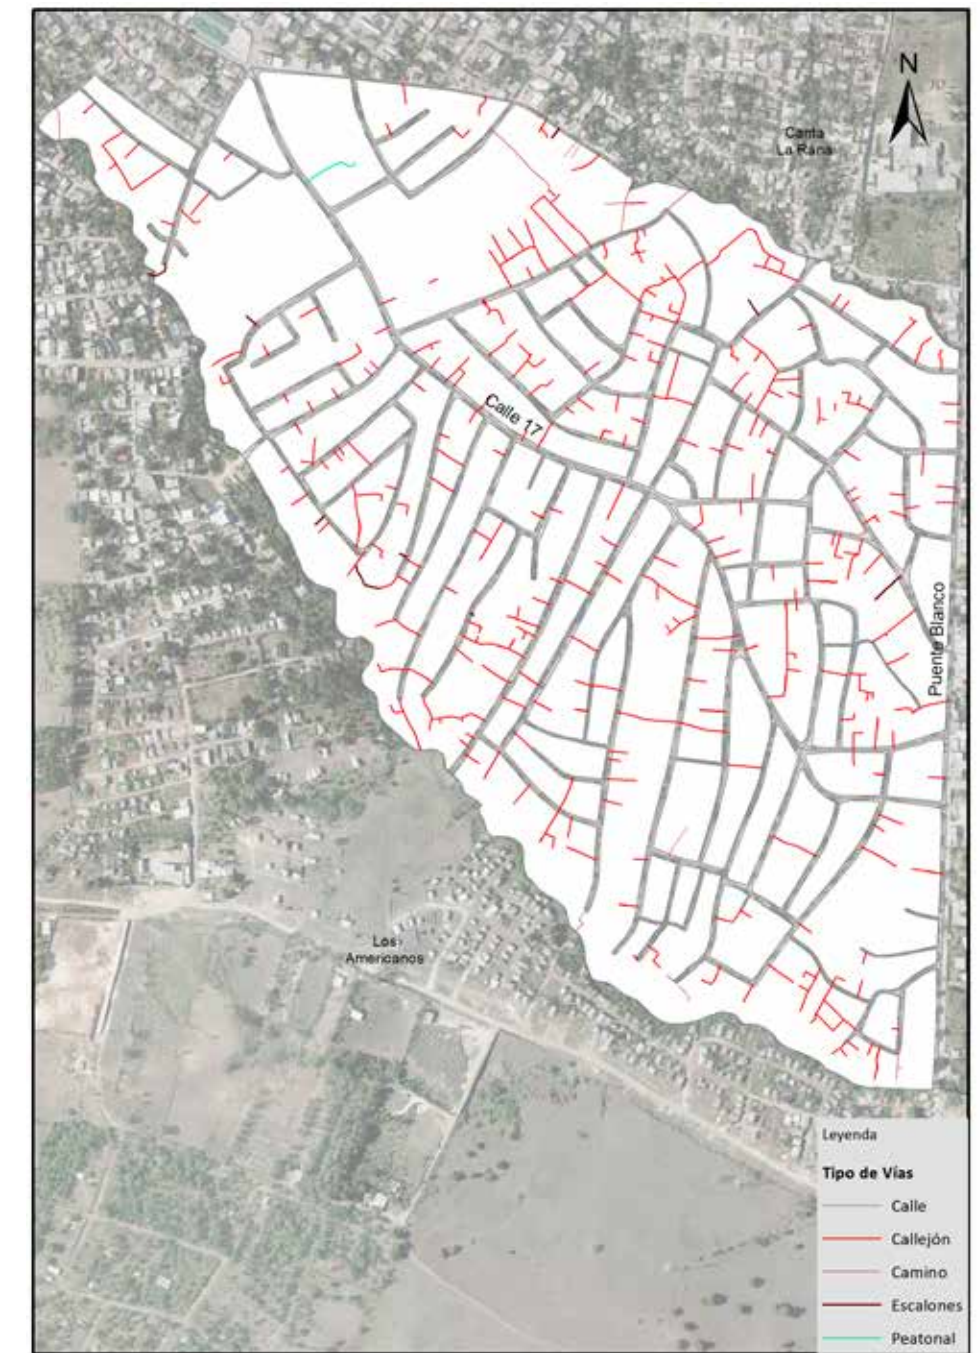 N
Canta
La Rana
Calle 17
Puente Blanco
Los
Americanos
Leyenda
Tipo de Vías
Calle
Callejón
Camino
Escalones
Peatonal